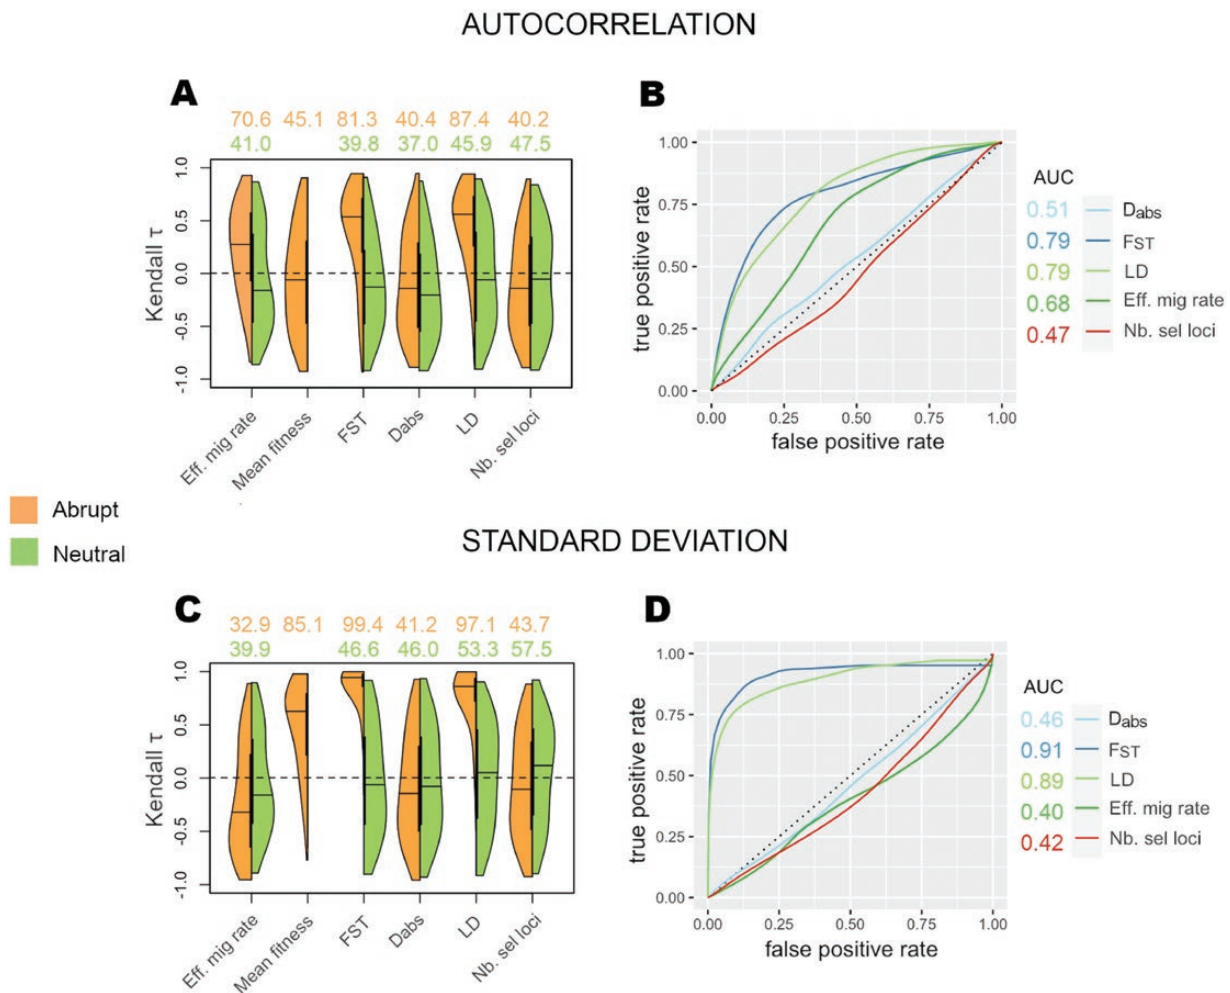 AUTOCORRELATION
A
70.6 45.1 81.3 40.4 87.4 40.2
41.0 39.8 37.0 45.9 47.5
Kendall τ
1.0
0.5
0.0
-0.5
-1.0
Eff. mig rate
Mean fitness
FST
Dabs
LD
Nb. sel loci
B
true positive rate
1.00
0.75
0.50
0.25
0.00
0.00 0.25 0.50 0.75 1.00
false positive rate
AUC
0.51 Dabs
0.79 FST
0.79 LD
0.68 Eff. mig rate
0.47 Nb. sel loci
Abrupt
Neutral
STANDARD DEVIATION
C
32.9 85.1 99.4 41.2 97.1 43.7
39.9 46.6 46.0 53.3 57.5
Kendall τ
1.0
0.5
0.0
-0.5
-1.0
Eff. mig rate
Mean fitness
FST
Dabs
LD
Nb. sel loci
D
true positive rate
1.00
0.75
0.50
0.25
0.00
0.00 0.25 0.50 0.75 1.00
false positive rate
AUC
0.46 Dabs
0.91 FST
0.89 LD
0.40 Eff. mig rate
0.42 Nb. sel loci